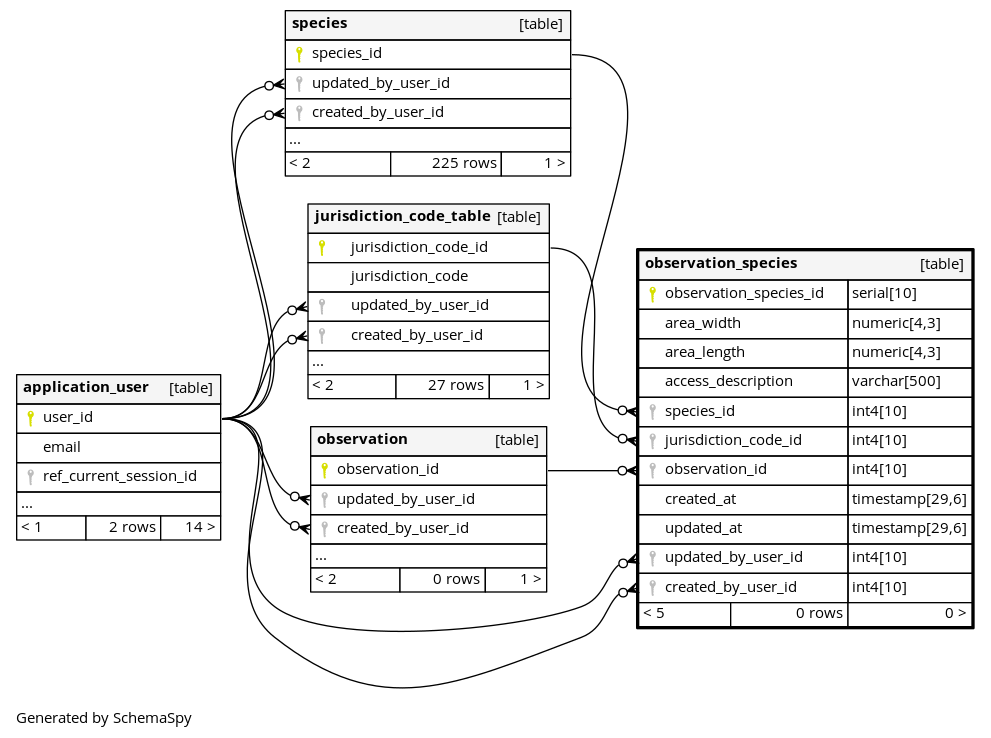 species [table]
species_id
updated_by_user_id
created_by_user_id
...
< 2 225 rows 1 >
jurisdiction_code_table [table]
jurisdiction_code_id
jurisdiction_code
updated_by_user_id
created_by_user_id
...
< 2 27 rows 1 >
observation_species [table]
observation_species_id serial[10]
area_width numeric[4,3]
area_length numeric[4,3]
access_description varchar[500]
species_id int4[10]
jurisdiction_code_id int4[10]
observation_id int4[10]
created_at timestamp[29,6]
updated_at timestamp[29,6]
updated_by_user_id int4[10]
created_by_user_id int4[10]
< 5 0 rows 0 >
application_user [table]
user_id
email
ref_current_session_id
...
< 1 2 rows 14 >
observation [table]
observation_id
updated_by_user_id
created_by_user_id
...
< 2 0 rows 1 >
Generated by SchemaSpy